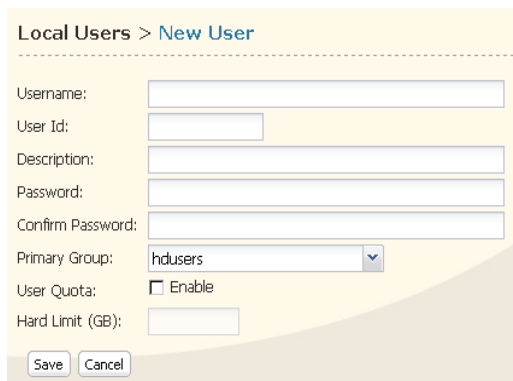 Local Users > New User
Username:
User Id:
Description:
Password:
Confirm Password:
Primary Group: hdusers
User Quota: Enable
Hard Limit (GB):
Save Cancel